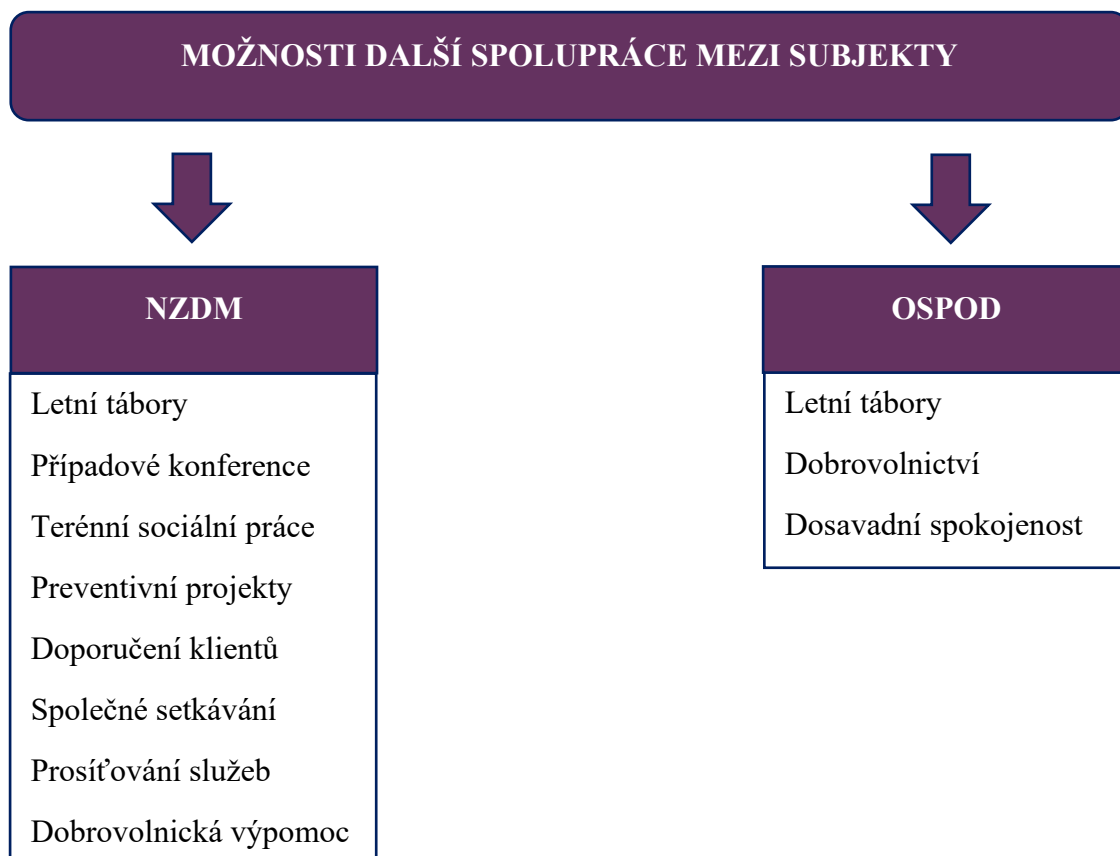 MOŽNOSTI DALŠÍ SPOLUPRÁCE MEZI SUBJEKTY
NZDM
Letní tábory
Případové konference
Terénní sociální práce
Preventivní projekty
Doporučení klientů
Společné setkávání
Prosíťování služeb
Dobrovolnická výpomoc
OSPOD
Letní tábory
Dobrovolnictví
Dosavadní spokojenost